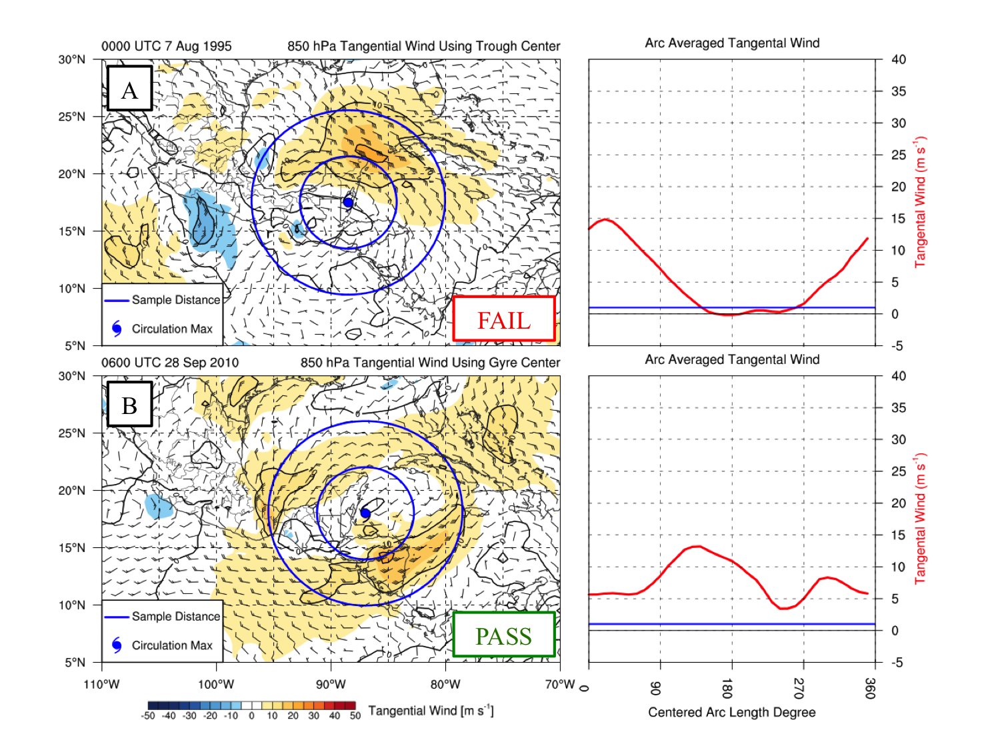 0000 UTC 7 Aug 1995
850 hPa Tangential Wind Using Trough Center
Arc Averaged Tangental Wind
A
30°N
25°N
20°N
15°N
10°N
5°N
Sample Distance
Circulation Max
FAIL
40
35
30
25
20
15
10
5
0
-5
Tangental Wind (m s-1)
0600 UTC 28 Sep 2010
850 hPa Tangential Wind Using Gyre Center
Arc Averaged Tangental Wind
B
30°N
25°N
20°N
15°N
10°N
5°N
Sample Distance
Circulation Max
PASS
40
35
30
25
20
15
10
5
0
-5
Tangental Wind (m s-1)
110°W
100°W
90°W
80°W
70°W
0
90
180
270
360
Centered Arc Length Degree
-50 -40 -30 -20 -10 0 10 20 30 40 50
Tangential Wind [m s-1]